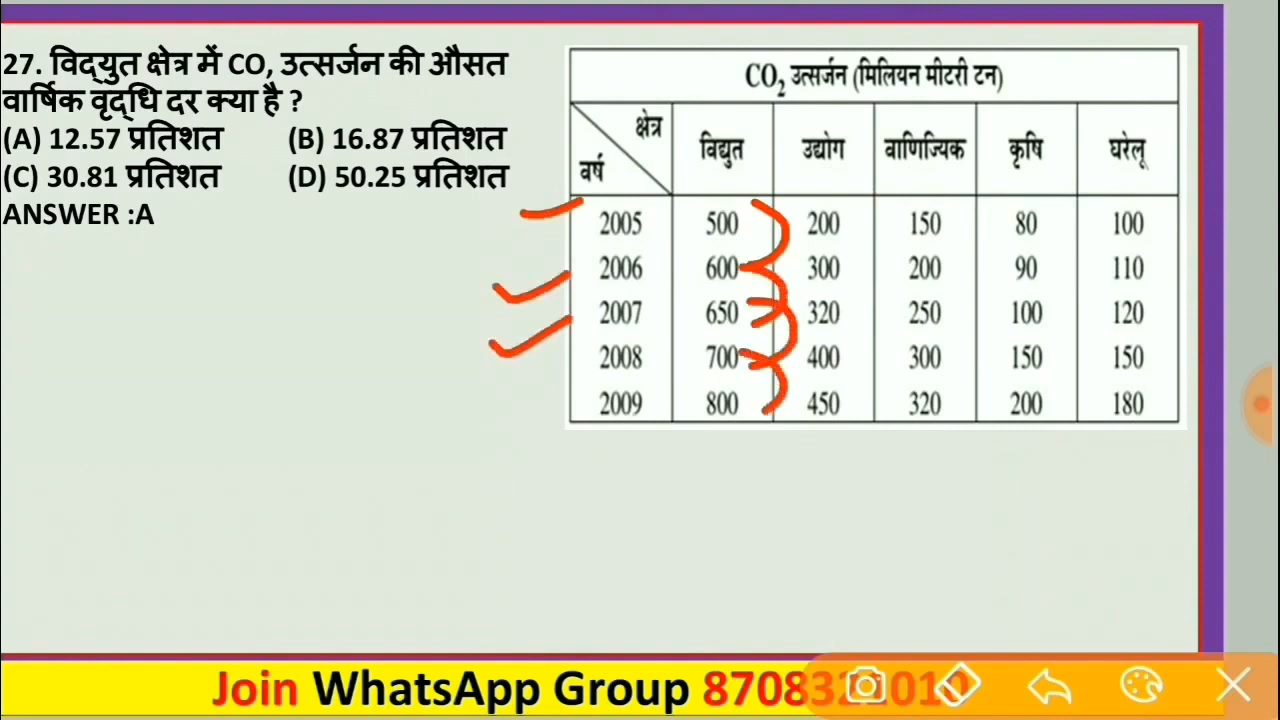 27. विद्युत क्षेत्र में CO, उत्सर्जन की औसत
वार्षिक वृद्धि दर क्या है ?
(A) 12.57 प्रतिशत (B) 16.87 प्रतिशत
(C) 30.81 प्रतिशत (D) 50.25 प्रतिशत
ANSWER :A
CO₂ उत्सर्जन (मिलियन मीटरी टन)
क्षेत्र
वर्ष विद्युत उद्योग वाणिज्यिक कृषि घरेलू
2005 500 200 150 80 100
2006 600 300 200 90 110
2007 650 320 250 100 120
2008 700 400 300 150 150
2009 800 450 320 200 180
Join WhatsApp Group